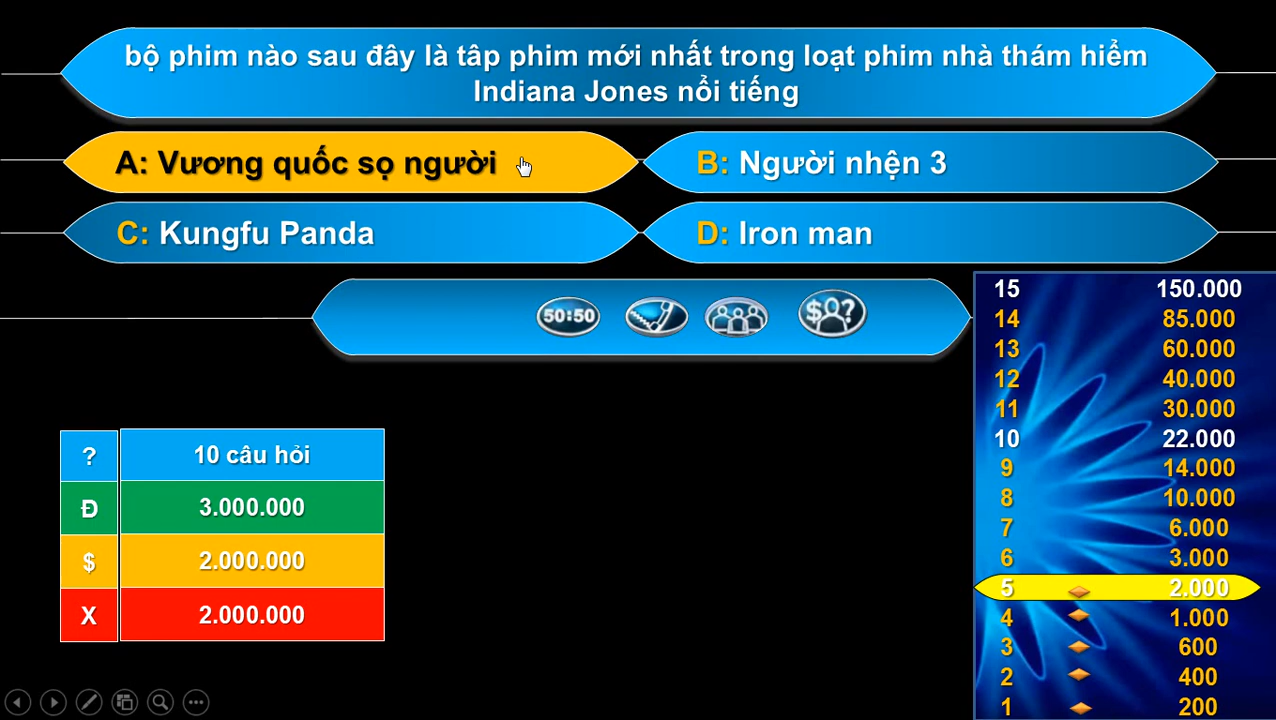 bộ phim nào sau đây là tâp phim mới nhất trong loạt phim nhà thám hiểm
Indiana Jones nổi tiếng
A: Vương quốc sọ người
B: Người nhện 3
C: Kungfu Panda
D: Iron man
50:50
$ ?
15 150.000
14 85.000
13 60.000
12 40.000
11 30.000
10 22.000
9 14.000
8 10.000
7 6.000
6 3.000
5 2.000
4 1.000
3 600
2 400
1 200
? 10 câu hỏi
Đ 3.000.000
$ 2.000.000
X 2.000.000